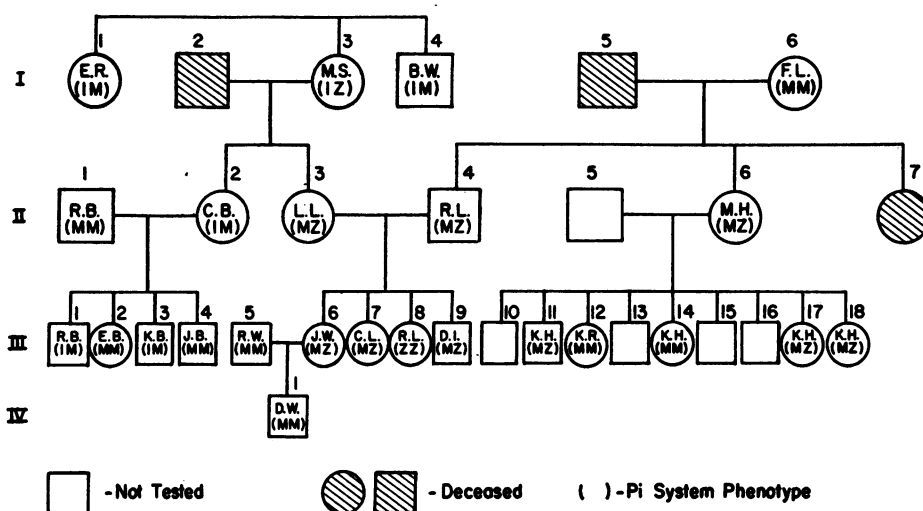 1 2 3 4 5 6
I E.R. M.S. B.W. F.L.
(IM) (IZ) (IM) (MM)
1 2 3 4 5 6 7
II R.B. C.B. L.L. R.L. M.H.
(MM) (IM) (MZ) (MZ) (MZ)
1 2 3 4 5 6 7 8 9 10 11 12 13 14 15 16 17 18
III R.B. E.B. K.B. J.B. R.W. J.W. C.L. R.L. D.I. K.H. K.R. K.H. K.H. K.H.
(IM) (MM) (IM) (MM) (MM) (MZ) (MZ) (ZZ) (MZ) (MZ) (MM) (MM) (MZ) (MZ)
1
IV D.W.
(MM)
-Not Tested -Deceased ( )-Pi System Phenotype